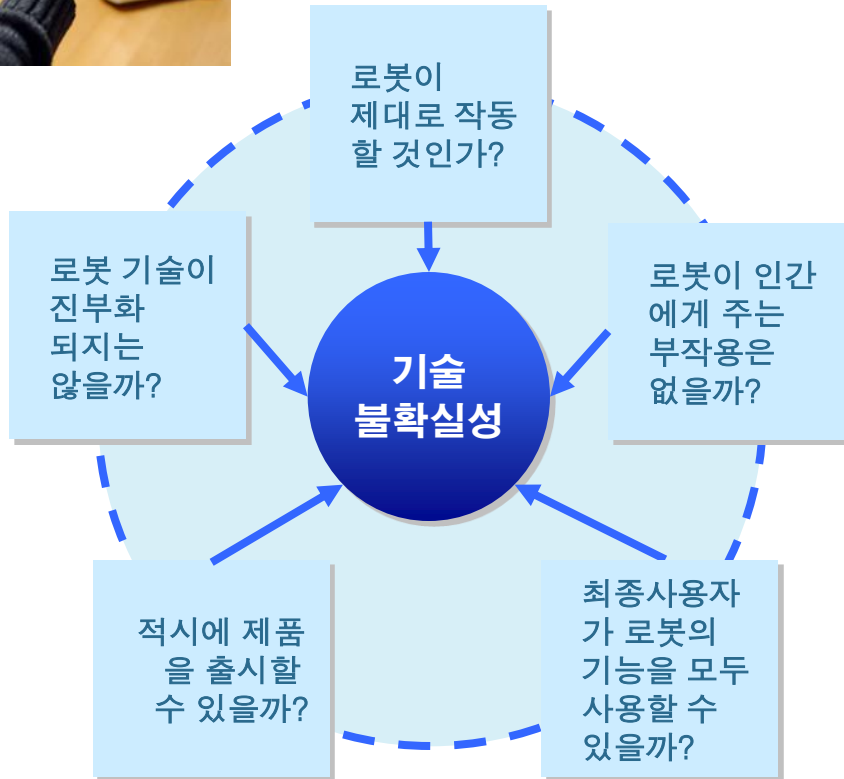 로봇이
제대로 작동
할 것인가?
로봇 기술이
진부화
되지는
않을까?
로봇이 인간
에게 주는
부작용은
없을까?
기술
불확실성
적시에 제품
을 출시할
수 있을까?
최종사용자
가 로봇의
기능을 모두
사용할 수
있을까?